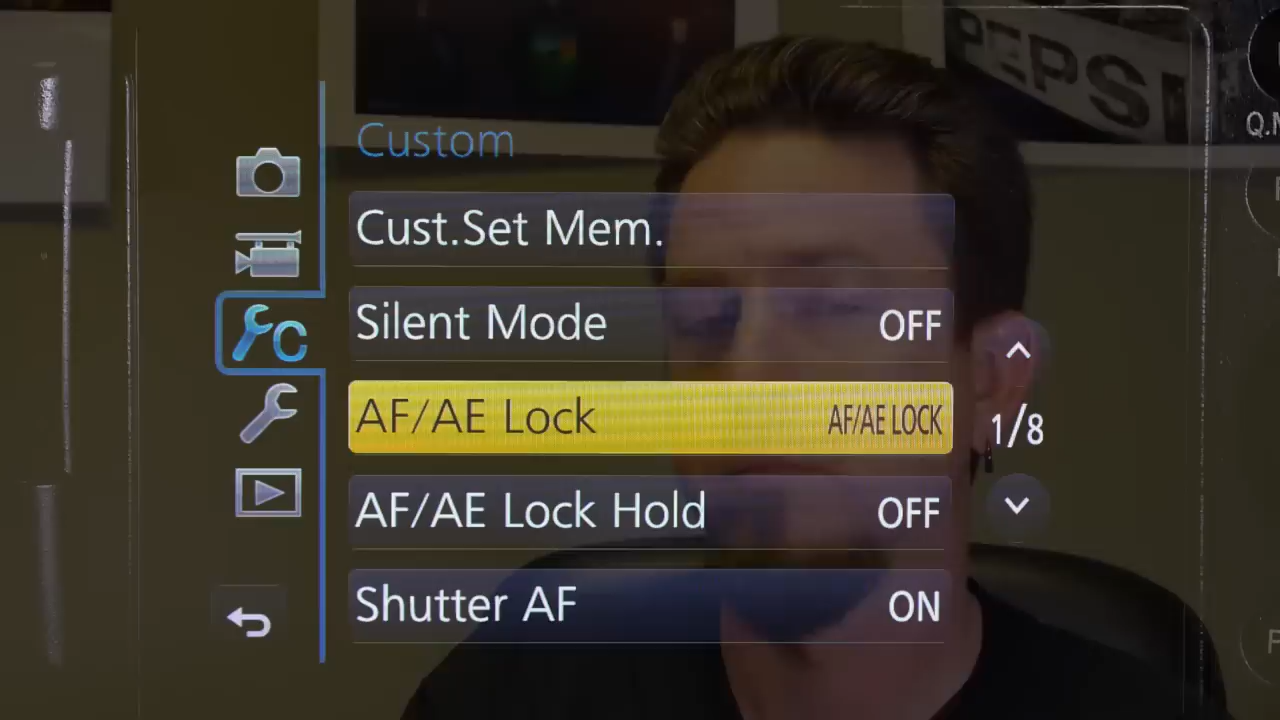 PEPSI
Q.M
Custom
Cust.Set Mem.
Silent Mode OFF
AF/AE Lock AF/AE LOCK
1/8
AF/AE Lock Hold OFF
Shutter AF ON
F